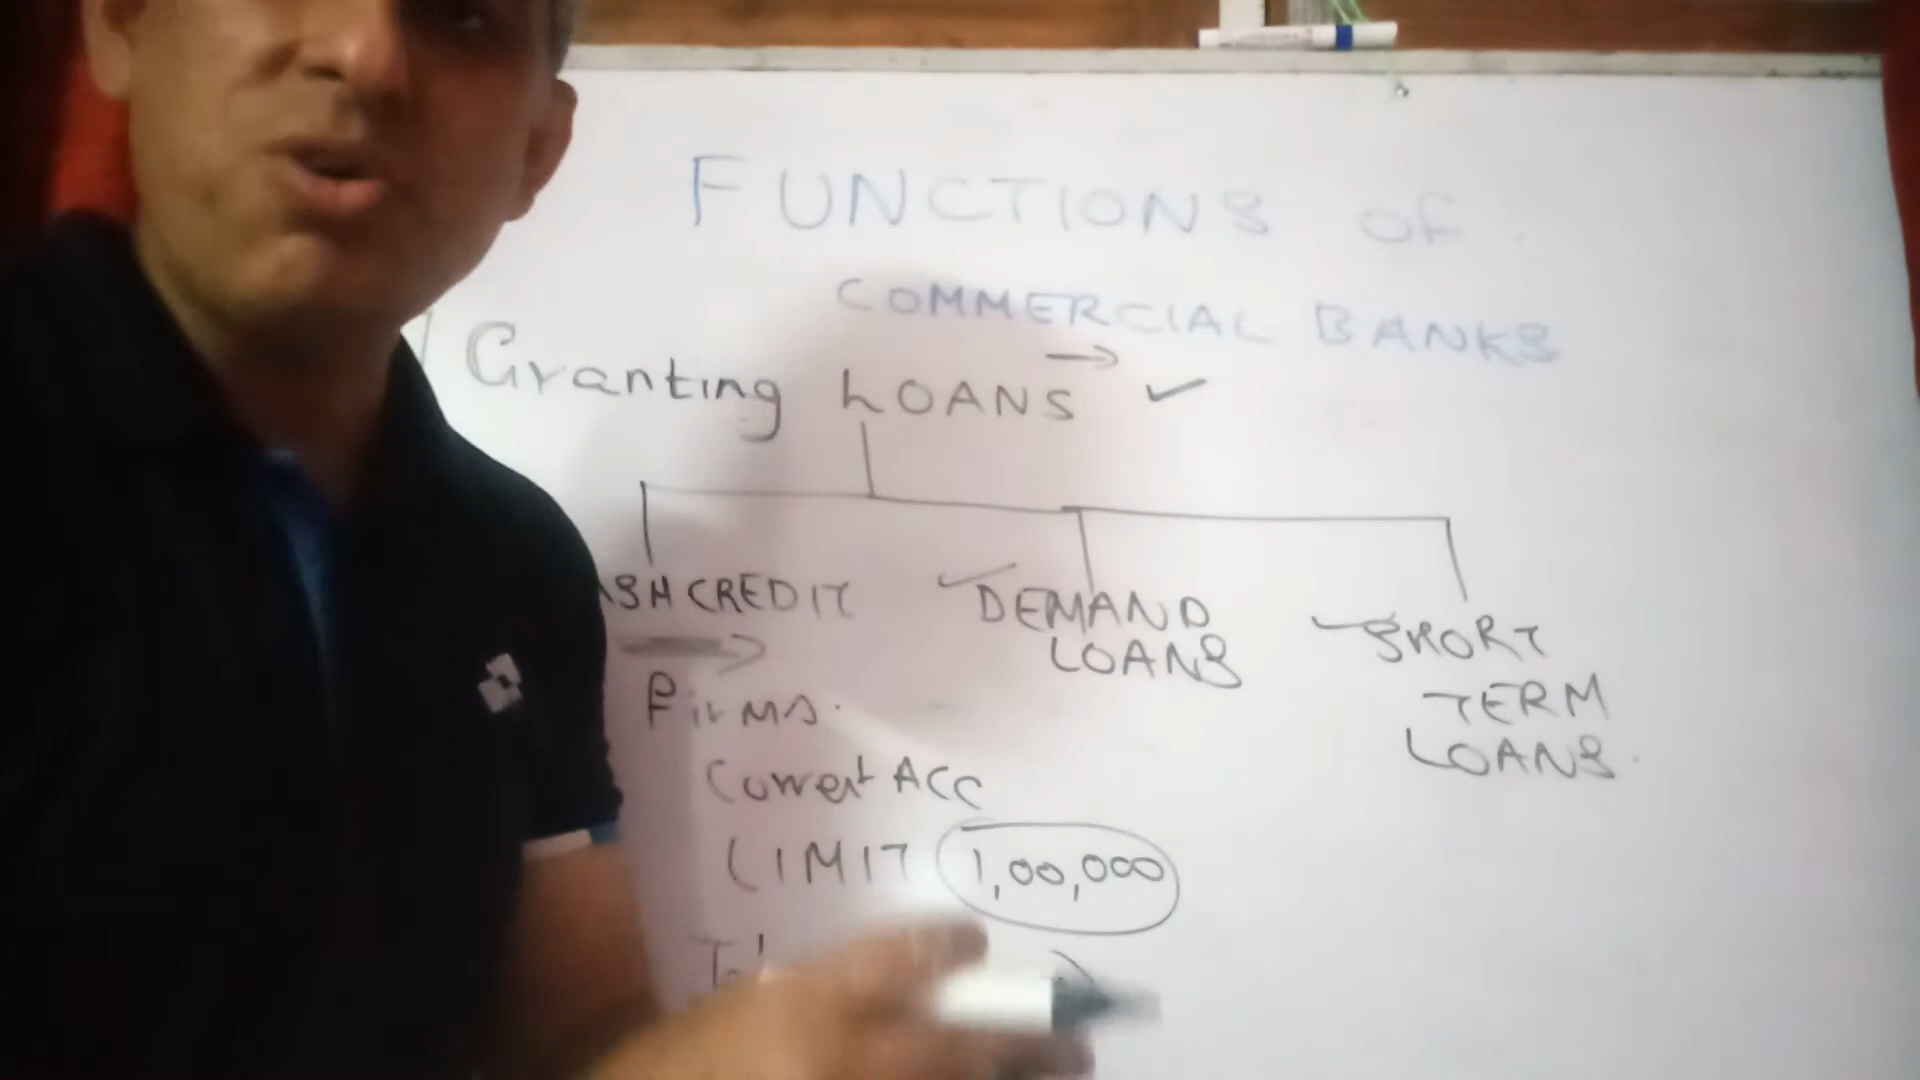 FUNCTIONS OF
COMMERCIAL BANKS
Granting LOANS
CREDIT
DEMAND
LOANS
SHORT
TERM
LOANS.
Firms.
Current Acc
LIMIT 1,00,000